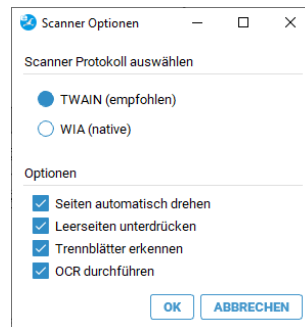 Scanner Optionen
Scanner Protokoll auswählen
TWAIN (empfohlen)
WIA (native)
Optionen
Seiten automatisch drehen
Leerseiten unterdrücken
Trennblätter erkennen
OCR durchführen
OK ABBRECHEN